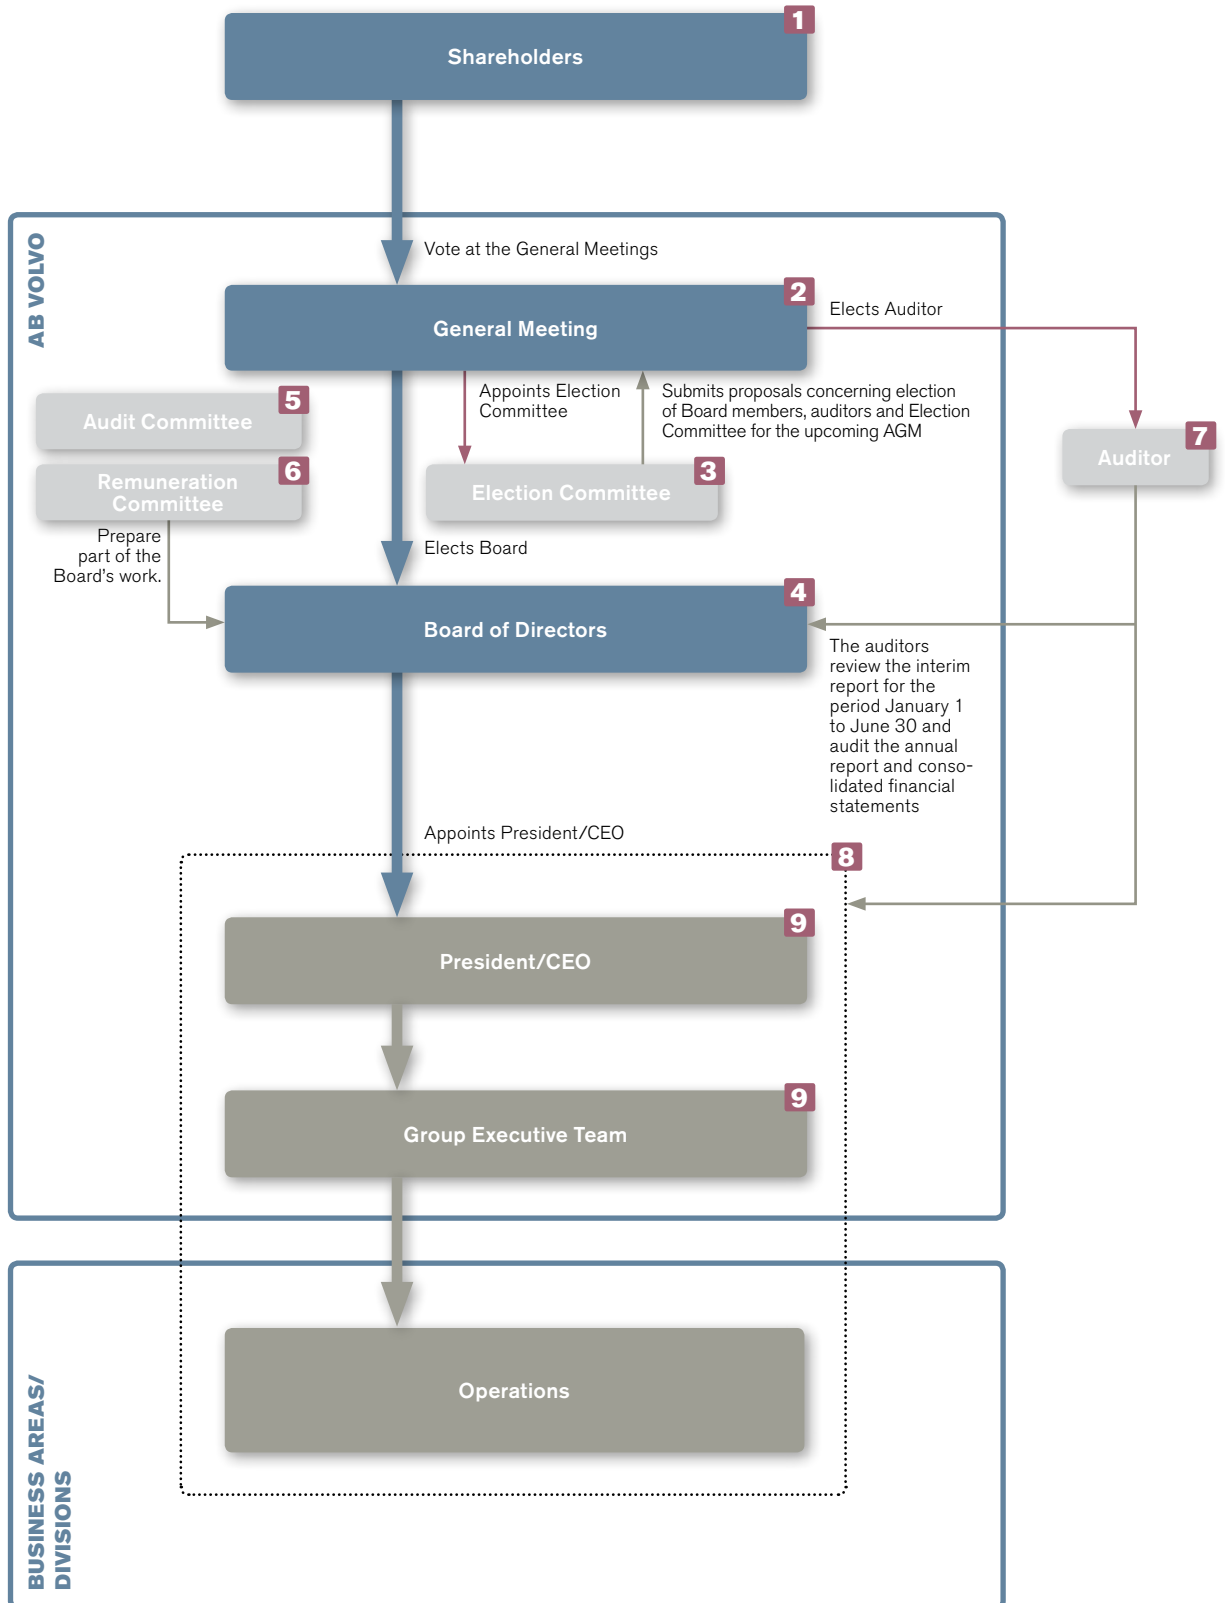 1
Shareholders
AB VOLVO
Vote at the General Meetings
2
General Meeting
Elects Auditor
Appoints Election
Committee
Submits proposals concerning election
of Board members, auditors and Election
Committee for the upcoming AGM
5
Audit Committee
6
Remuneration
Committee
3
Election Committee
7
Auditor
Prepare
part of the
Board's work.
Elects Board
4
Board of Directors
The auditors
review the interim
report for the
period January 1
to June 30 and
audit the annual
report and conso-
lidated financial
statements
Appoints President/CEO
8
9
President/CEO
9
Group Executive Team
BUSINESS AREAS/
DIVISIONS
Operations